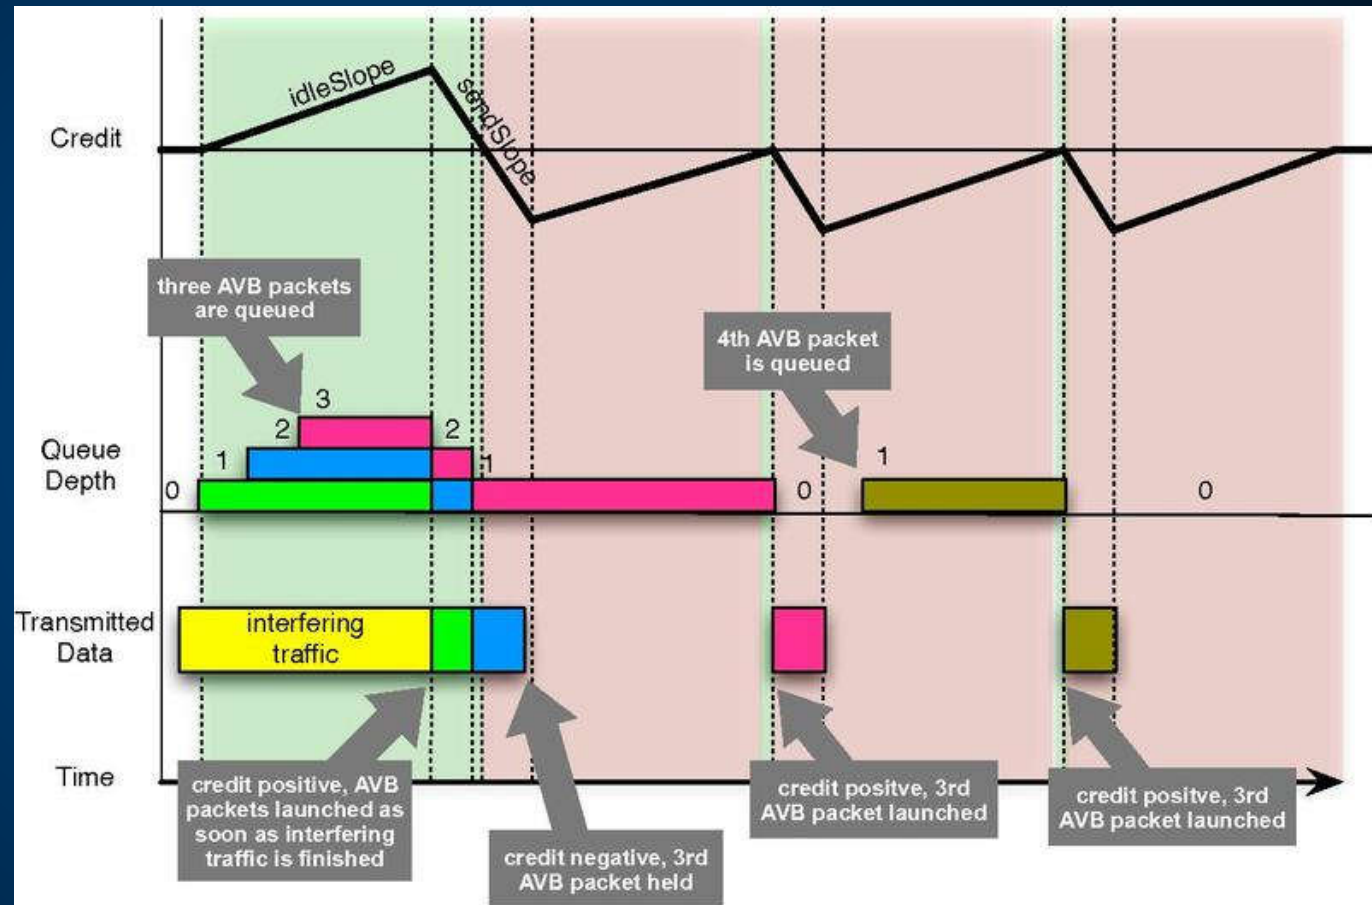 idleSlope
sendSlope
Credit
three AVB packets
are queued
4th AVB packet
is queued
3
2
2
1
1
1
Queue
Depth
0
0
0
Transmitted
Data
interfering
traffic
Time
credit positive, AVB
packets launched as
soon as interfering
traffic is finished
credit negative, 3rd
AVB packet held
credit positve, 3rd
AVB packet launched
credit positve, 3rd
AVB packet launched